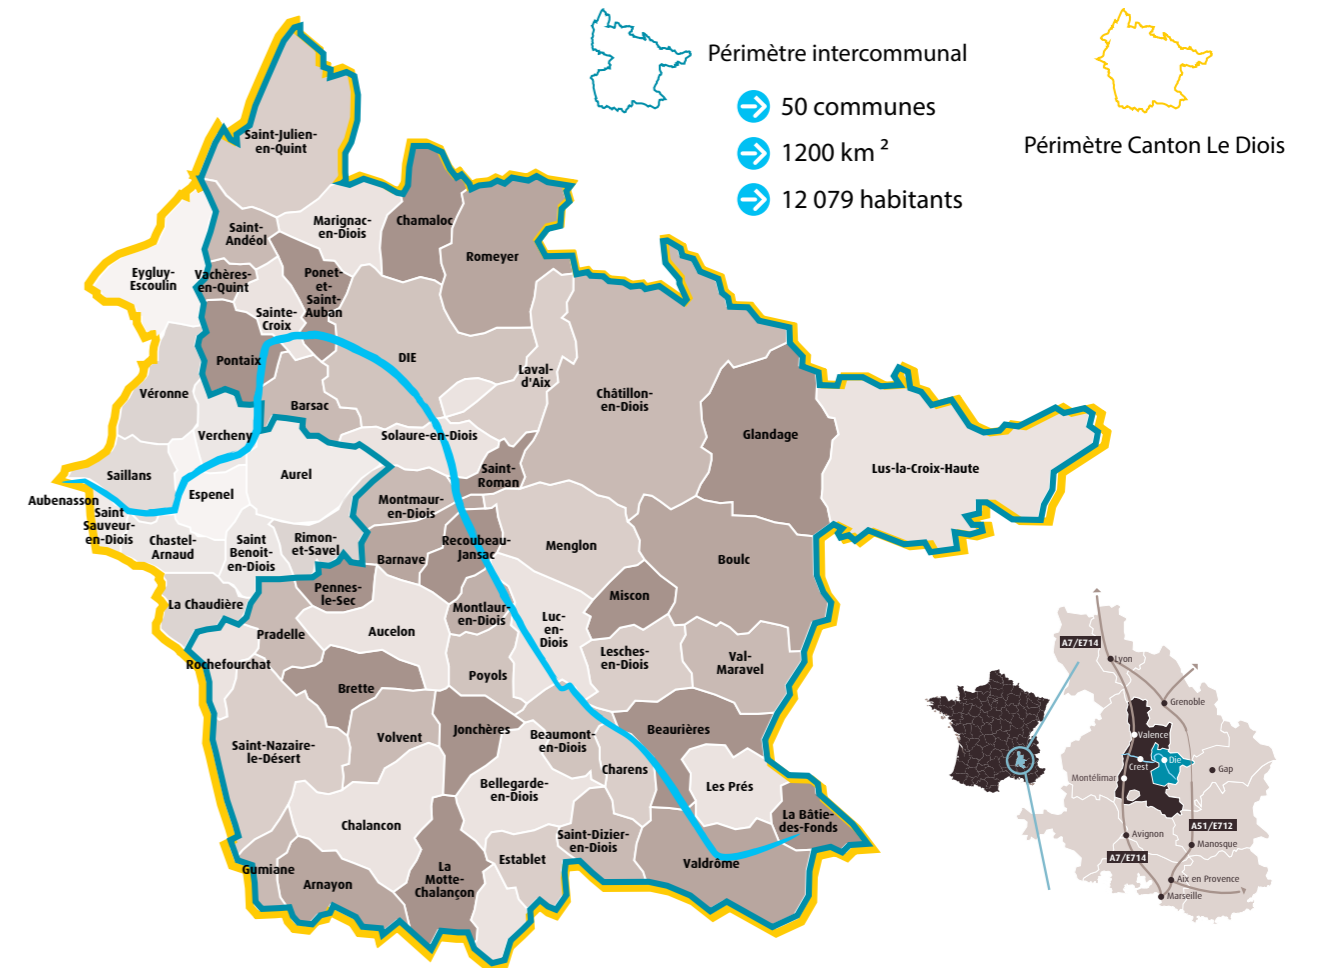 Périmètre intercommunal
50 communes
1200 km ²
12 079 habitants
Périmètre Canton Le Diois
Saint-Julien-
en-Quint
Saint-
Andéol
Marignac-
en-Diois
Chamaloc
Romeyer
Eygluy-
Escoulin
Vachères-
en-Quint
Ponet-
et-
Saint-
Auban
Sainte-
Croix
Pontaix
DIE
Laval-
d'Aix
Châtillon-
en-Diois
Glandage
Lus-la-Croix-Haute
Véronne
Barsac
Vercheny
Solaure-en-Diois
Saint-
Roman
Saillans
Aurel
Espenel
Aubenasson
Saint
Sauveur-
en-Diois
Montmaur-
en-Diois
Chastel-
Arnaud
Saint
Benoit-
en-Diois
Rimon-
et-Savel
Barnave
Recoubeau-
Jansac
Menglon
Boulc
La Chaudière
Pennes-
le-Sec
Miscon
Pradelle
Aucelon
Montlaur-
en-Diois
Luc-
en-
Diois
Lesches-
en-Diois
Val-
Maravel
Rochefourchat
Brette
Poyols
Saint-Nazaire-
le-Désert
Volvent
Jonchères
Beaumont-
en-Diois
Beaurières
Charens
Bellegarde-
en-Diois
Les Prés
Chalancon
La Bâtie-
des-Fonds
Saint-Dizier-
en-Diois
Establet
Valdrôme
Gumiane
Arnayon
La
Motte-
Chalançon
A7/E714
Lyon
Grenoble
Valence
Crest
Die
Gap
Montélimar
A51/E712
Avignon
Manosque
A7/E714
Aix en Provence
Marseille